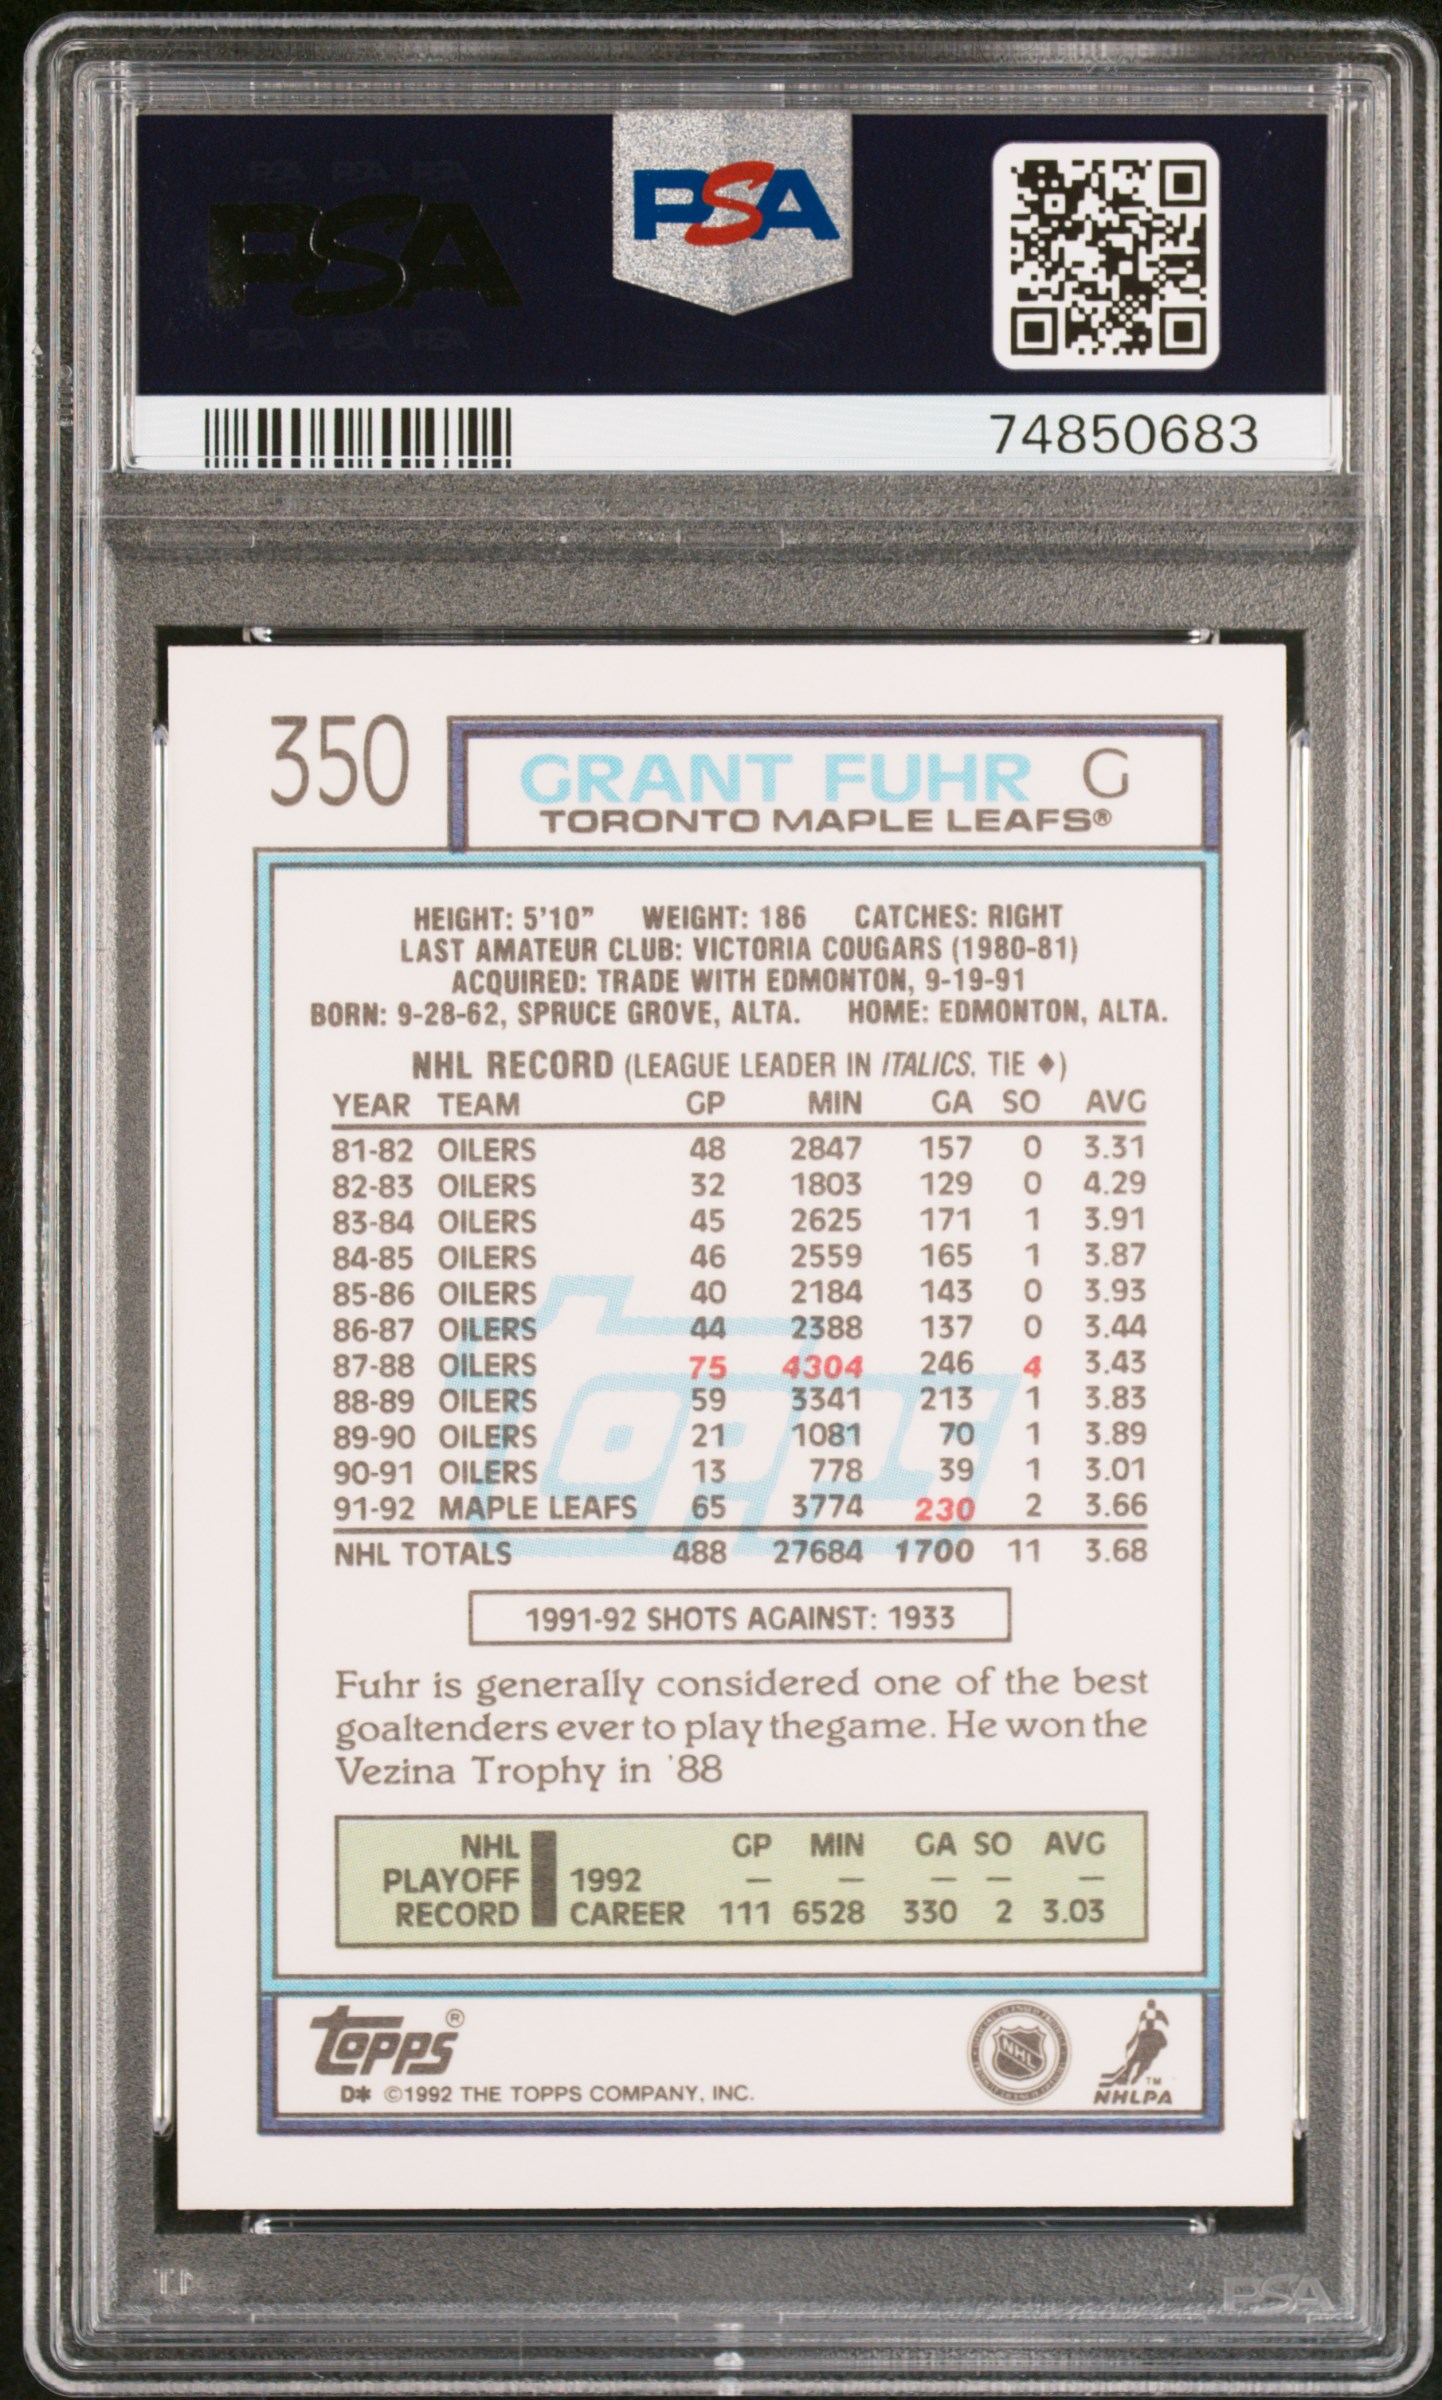 PSA PSA PSA
PSA
PSA PSA PSA
PSA
74850683
350
GRANT FUHR G
TORONTO MAPLE LEAFS®
HEIGHT: 5'10" WEIGHT: 186 CATCHES: RIGHT
LAST AMATEUR CLUB: VICTORIA COUGARS (1980-81)
ACQUIRED: TRADE WITH EDMONTON, 9-19-91
BORN: 9-28-62, SPRUCE GROVE, ALTA. HOME: EDMONTON, ALTA.
NHL RECORD (LEAGUE LEADER IN ITALICS, TIE ♦)
YEAR TEAM GP MIN GA SO AVG
81-82 OILERS 48 2847 157 0 3.31
82-83 OILERS 32 1803 129 0 4.29
83-84 OILERS 45 2625 171 1 3.91
84-85 OILERS 46 2559 165 1 3.87
85-86 OILERS 40 2184 143 0 3.93
86-87 OILERS 44 2388 137 0 3.44
87-88 OILERS 75 4304 246 4 3.43
88-89 OILERS 59 3341 213 1 3.83
89-90 OILERS 21 1081 70 1 3.89
90-91 OILERS 13 778 39 1 3.01
91-92 MAPLE LEAFS 65 3774 230 2 3.66
NHL TOTALS 488 27684 1700 11 3.68
topps
1991-92 SHOTS AGAINST: 1933
Fuhr is generally considered one of the best
goaltenders ever to play thegame. He won the
Vezina Trophy in '88
NHL PLAYOFF RECORD
GP MIN GA SO AVG
1992 — — — — —
CAREER 111 6528 330 2 3.03
topps®
D* ©1992 THE TOPPS COMPANY, INC.
NHL
TM
NHLPA
PSA